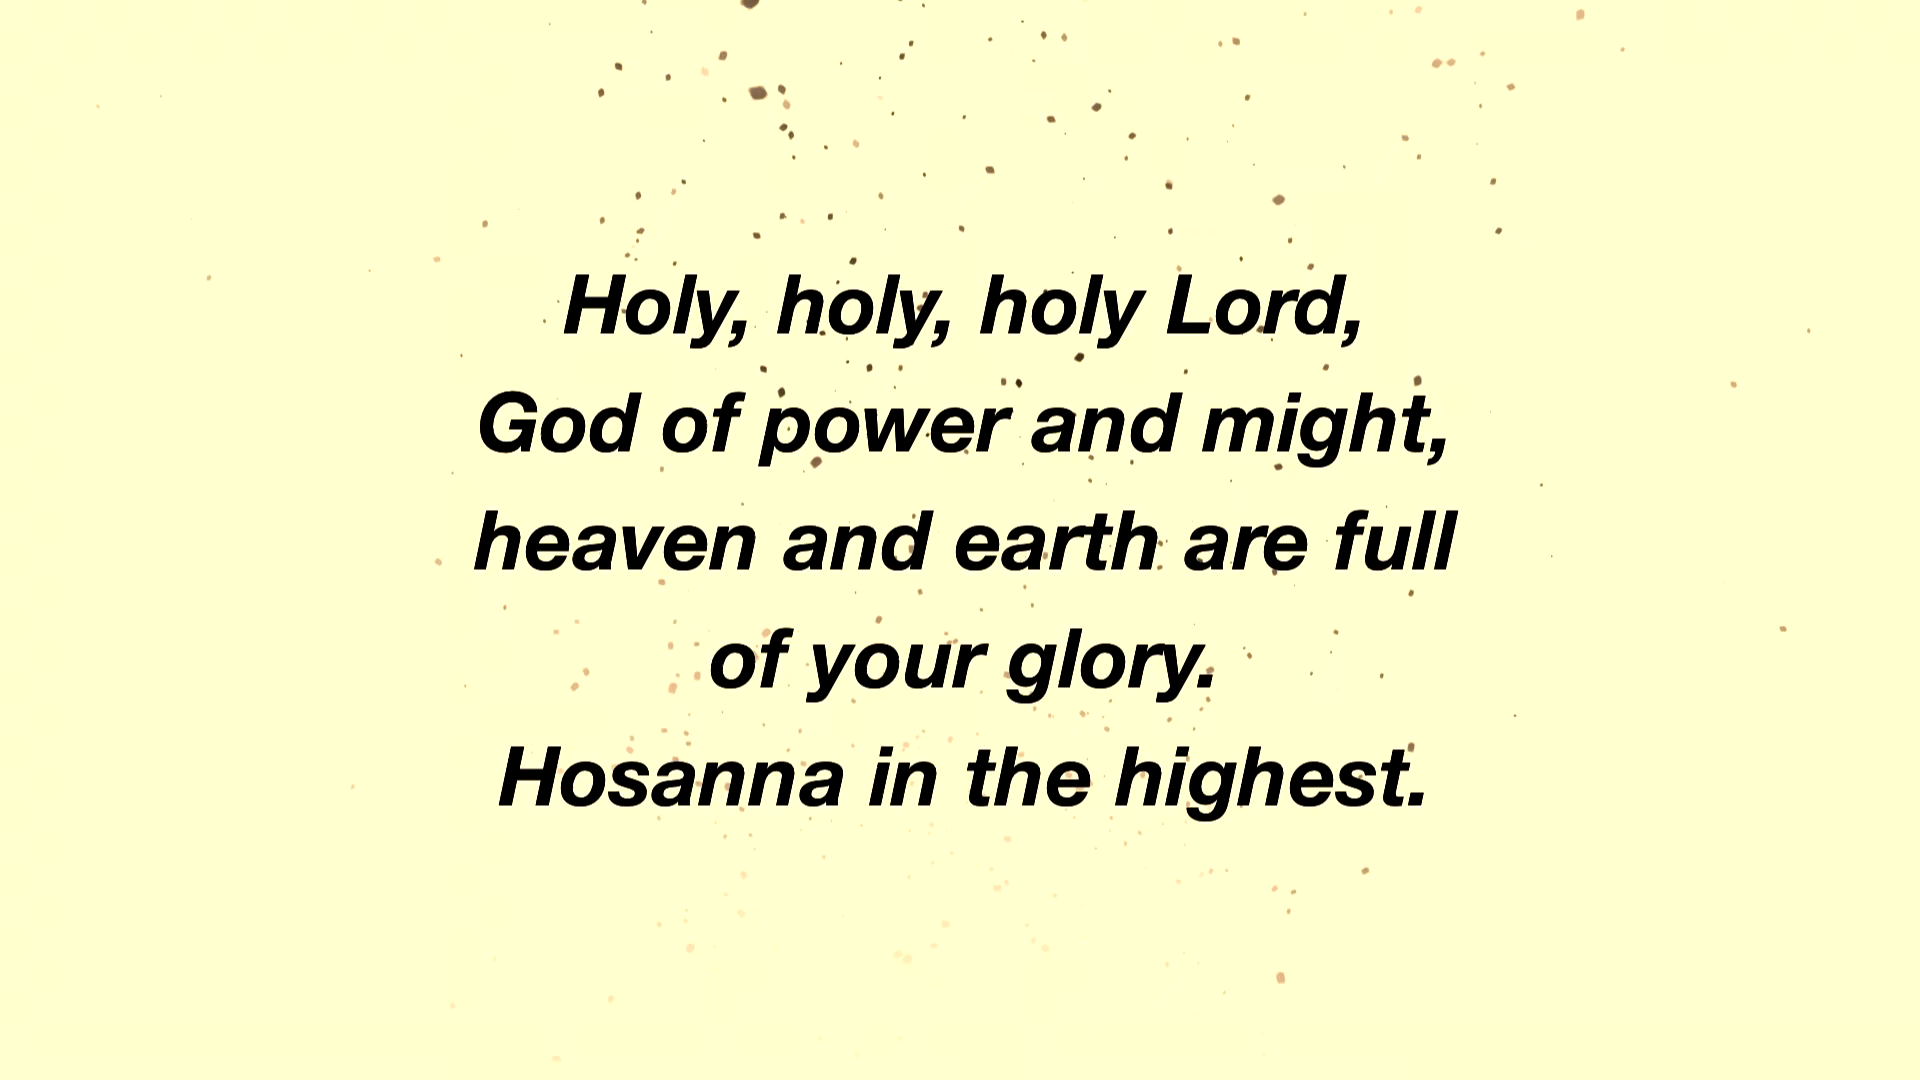 Holy, holy, holy Lord,
God of power and might,
heaven and earth are full
of your glory.
Hosanna in the highest.